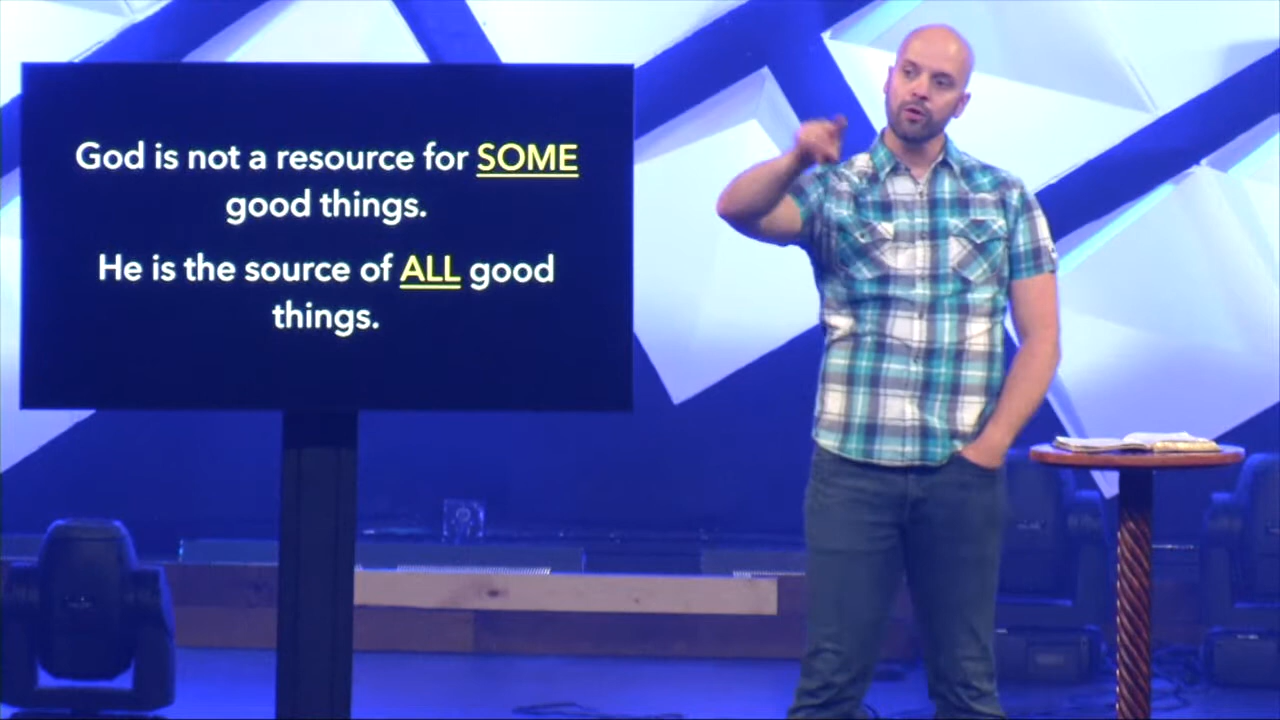 God is not a resource for SOME
good things.
He is the source of ALL good
things.